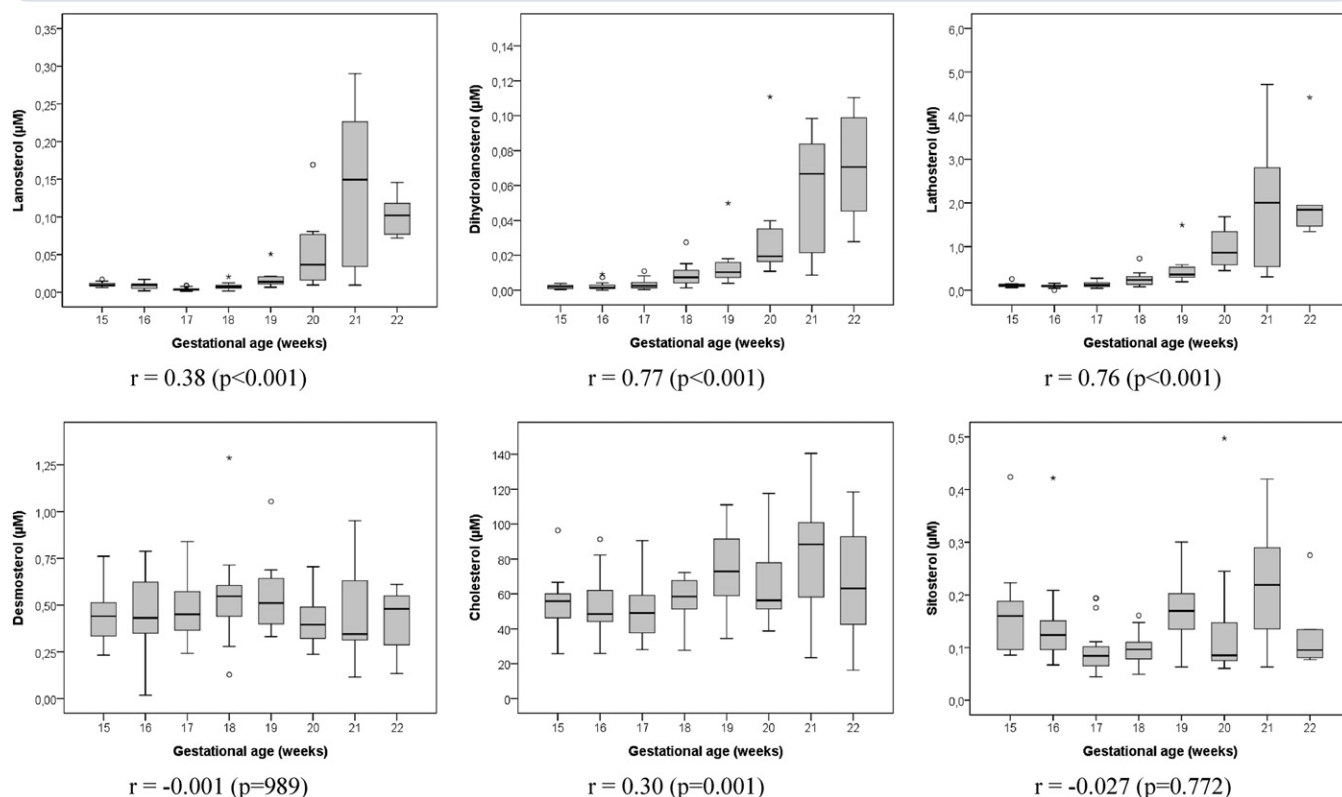 0,35
0,30
0,25
0,20
0,15
0,10
0,05
0,00
Lanosterol (µM)
15 16 17 18 19 20 21 22
Gestational age (weeks)
r = 0.38 (p<0.001)
0,14
0,12
0,10
0,08
0,06
0,04
0,02
0,00
Dihydrolanosterol (µM)
15 16 17 18 19 20 21 22
Gestational age (weeks)
r = 0.77 (p<0.001)
6,0
5,0
4,0
3,0
2,0
1,0
0,0
Lathosterol (µM)
15 16 17 18 19 20 21 22
Gestational age (weeks)
r = 0.76 (p<0.001)
1,25
1,00
0,75
0,50
0,25
0,00
Desmosterol (µM)
15 16 17 18 19 20 21 22
Gestational age (weeks)
r = -0.001 (p=989)
140
120
100
80
60
40
20
0
Cholesterol (µM)
15 16 17 18 19 20 21 22
Gestational age (weeks)
r = 0.30 (p=0.001)
0,5
0,4
0,3
0,2
0,1
0,0
Sitosterol (µM)
15 16 17 18 19 20 21 22
Gestational age (weeks)
r = -0.027 (p=0.772)